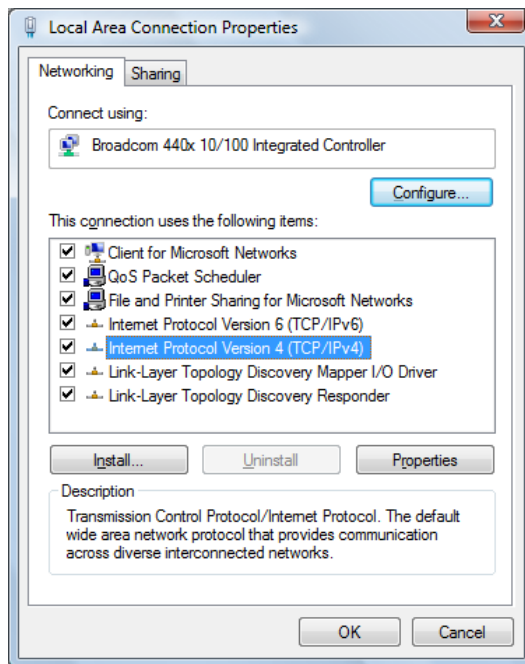 Local Area Connection Properties
Networking
Sharing
Connect using:
Broadcom 440x 10/100 Integrated Controller
Configure...
This connection uses the following items:
Client for Microsoft Networks
QoS Packet Scheduler
File and Printer Sharing for Microsoft Networks
Internet Protocol Version 6 (TCP/IPv6)
Internet Protocol Version 4 (TCP/IPv4)
Link-Layer Topology Discovery Mapper I/O Driver
Link-Layer Topology Discovery Responder
Install...
Uninstall
Properties
Description
Transmission Control Protocol/Internet Protocol. The default
wide area network protocol that provides communication
across diverse interconnected networks.
OK
Cancel